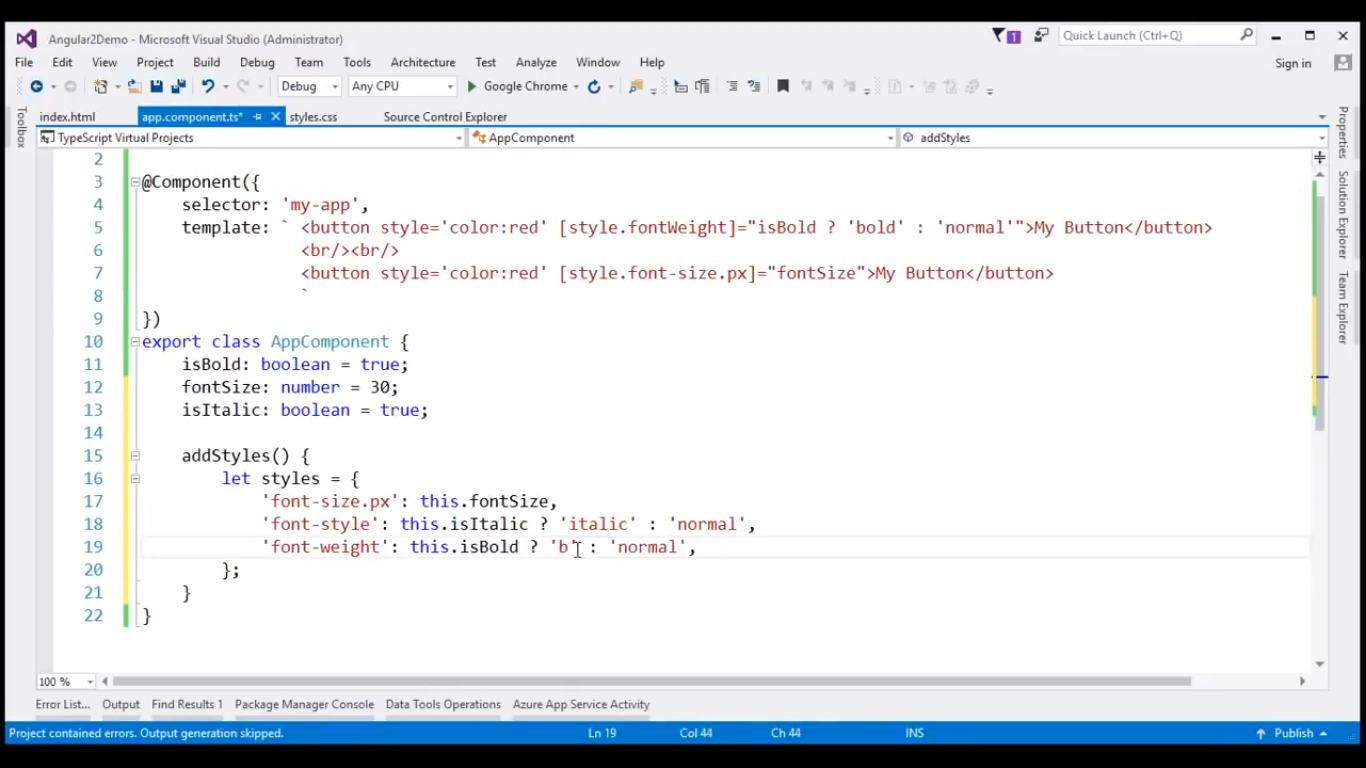 Angular2Demo - Microsoft Visual Studio (Administrator)
1
Quick Launch (Ctrl+Q)
File Edit View Project Build Debug Team Tools Architecture Test Analyze Window Help
Sign in
Debug Any CPU Google Chrome
index.html app.component.ts* styles.css Source Control Explorer
TypeScript Virtual Projects AppComponent addStyles
Toolbox
Properties
Solution Explorer
Team Explorer
2
3 @Component({
4 selector: 'my-app',
5 template: ` <button style='color:red' [style.fontWeight]="isBold ? 'bold' : 'normal'">My Button</button>
6 <br/><br/>
7 <button style='color:red' [style.font-size.px]="fontSize">My Button</button>
8 `
9 })
10 export class AppComponent {
11 isBold: boolean = true;
12 fontSize: number = 30;
13 isItalic: boolean = true;
14
15 addStyles() {
16 let styles = {
17 'font-size.px': this.fontSize,
18 'font-style': this.isItalic ? 'italic' : 'normal',
19 'font-weight': this.isBold ? 'b' : 'normal',
20 };
21 }
22 }
100 %
Error List... Output Find Results 1 Package Manager Console Data Tools Operations Azure App Service Activity
Project contained errors. Output generation skipped. Ln 19 Col 44 Ch 44 INS Publish